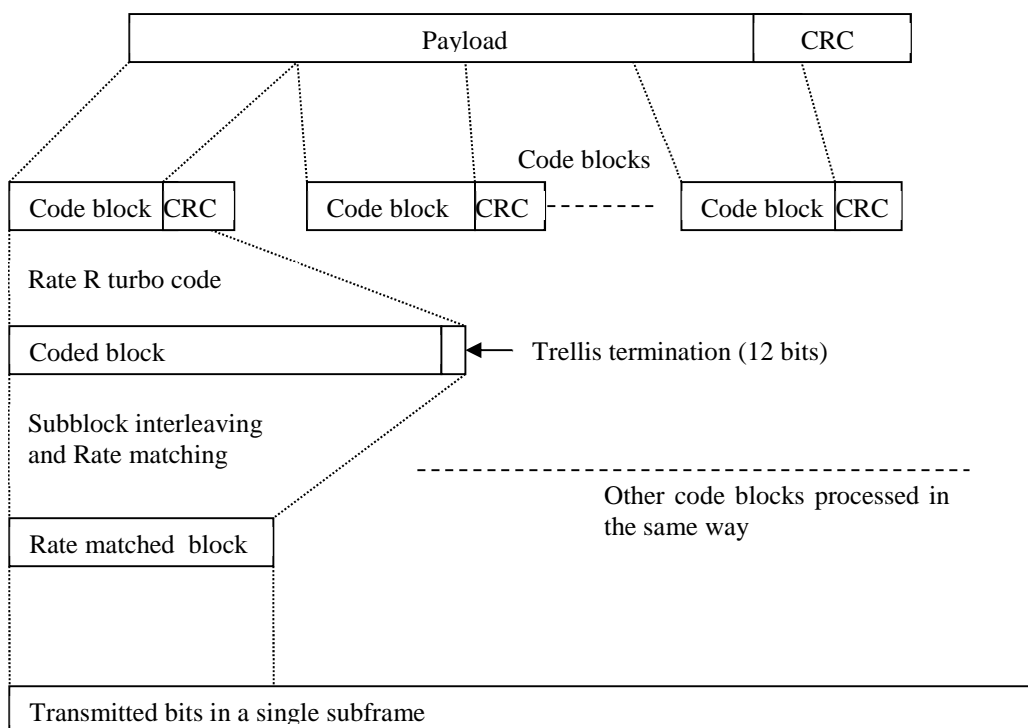 Payload CRC
Code blocks
Code block CRC Code block CRC Code block CRC
Rate R turbo code
Coded block
Trellis termination (12 bits)
Subblock interleaving
and Rate matching
Other code blocks processed in
the same way
Rate matched block
Transmitted bits in a single subframe